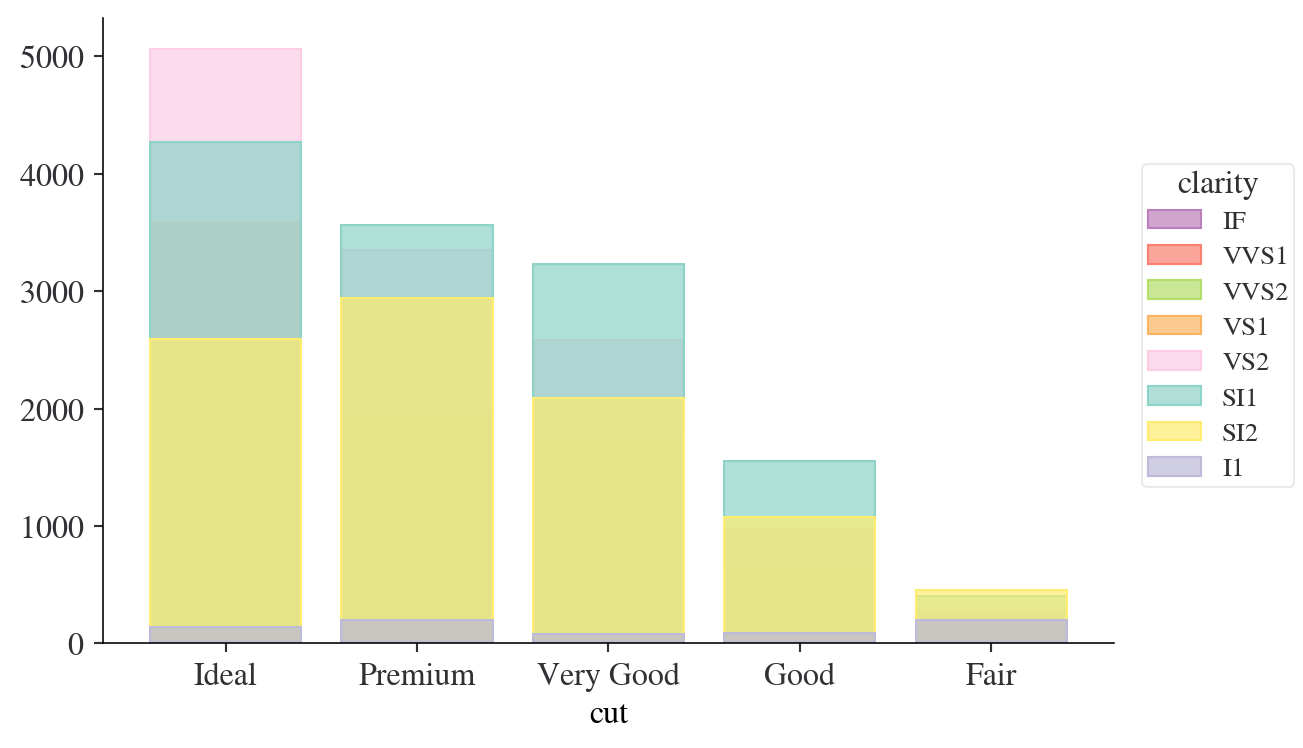 5000
4000
3000
2000
1000
0
Ideal
Premium
Very Good
Good
Fair
cut
clarity
IF
VVS1
VVS2
VS1
VS2
SI1
SI2
I1